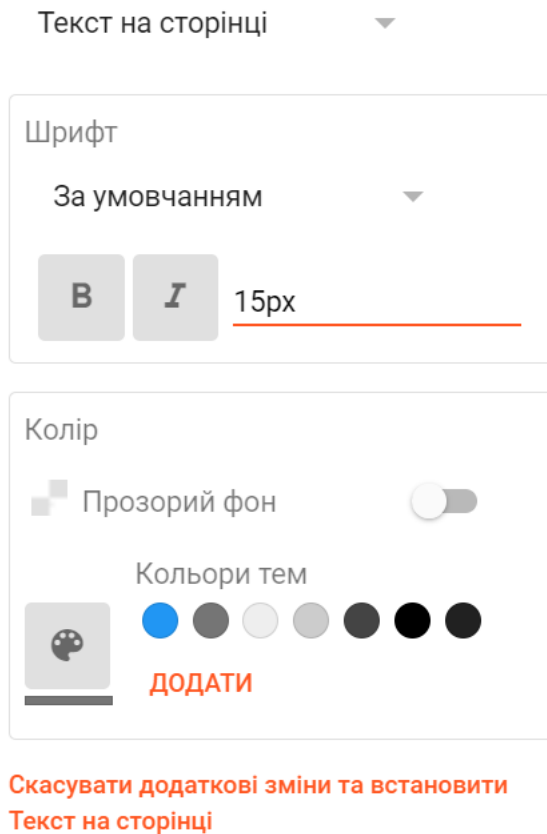 Текст на сторінці
Шрифт
За умовчанням
B I 15px
Колір
Прозорий фон
Кольори тем
ДОДАТИ
Скасувати додаткові зміни та встановити
Текст на сторінці